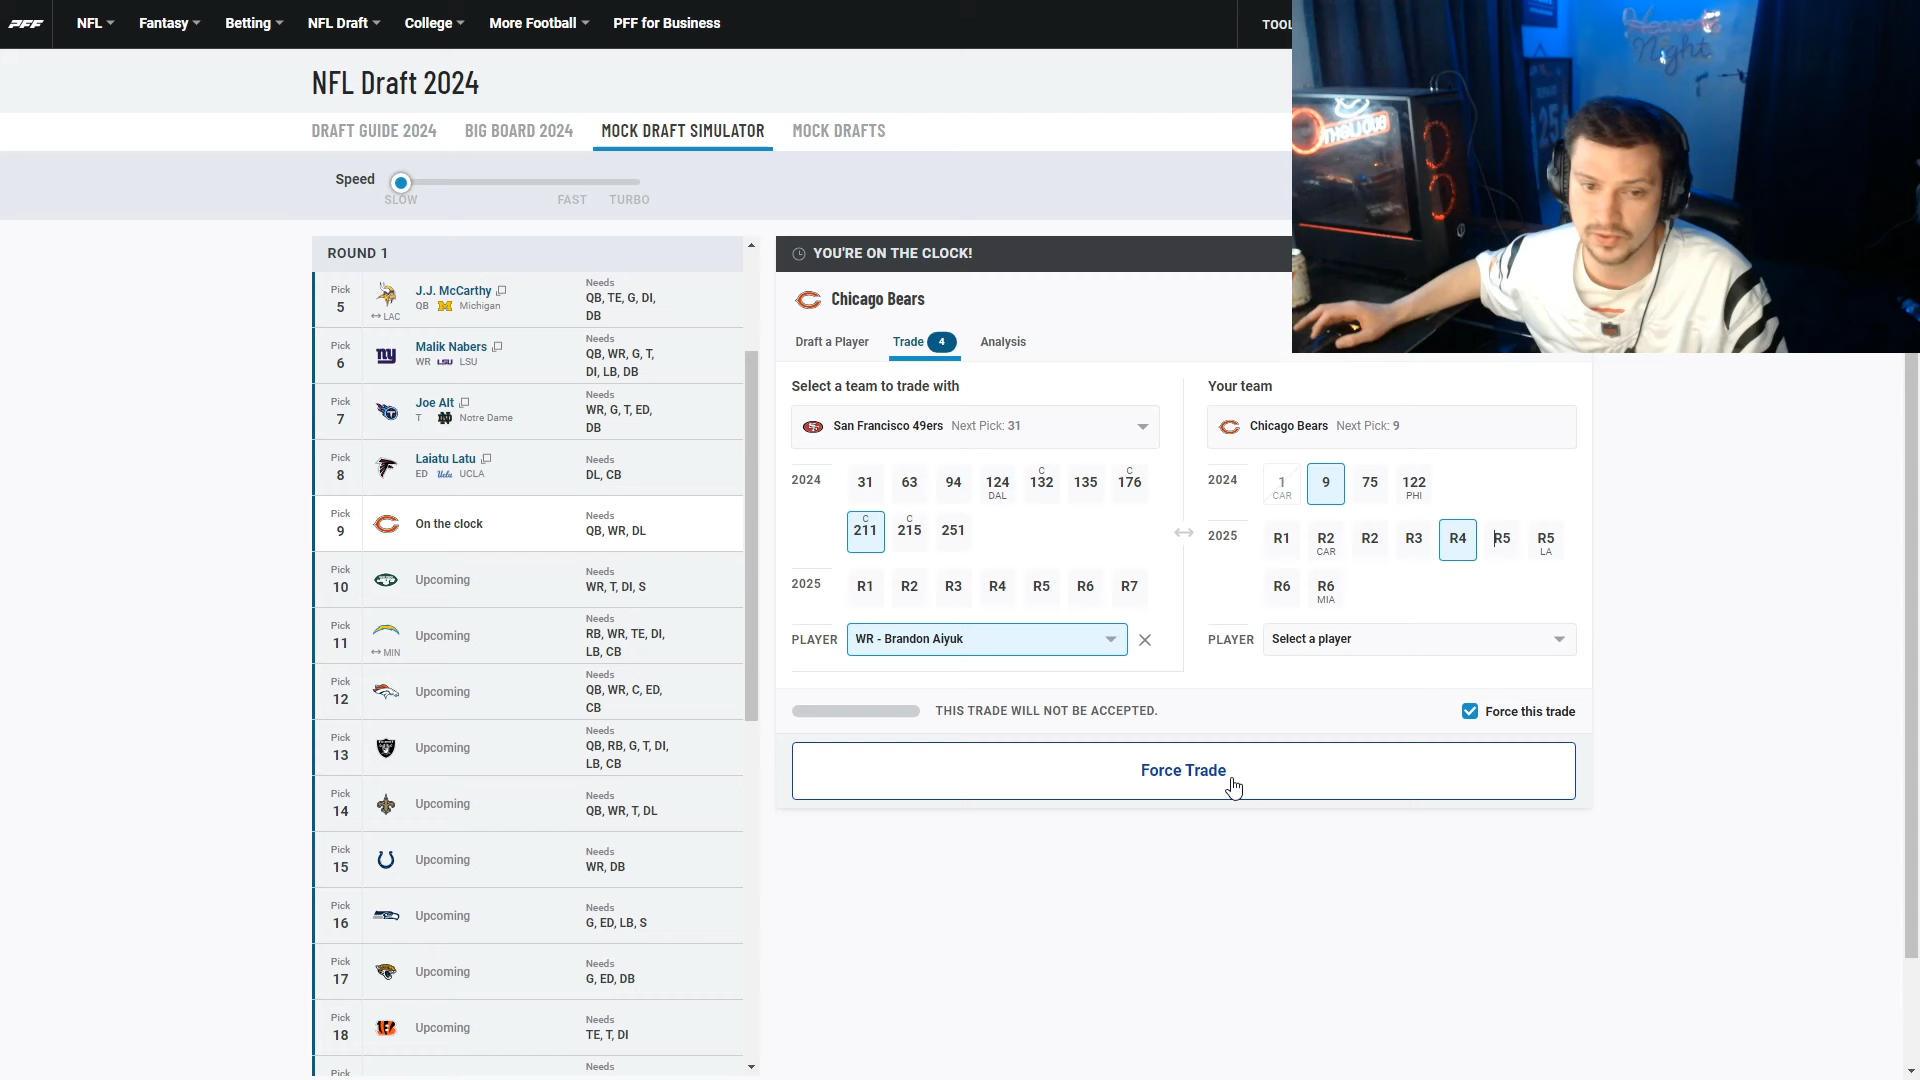 PFF
NFL
Fantasy
Betting
NFL Draft
College
More Football
PFF for Business
TOOL
NFL Draft 2024
DRAFT GUIDE 2024
BIG BOARD 2024
MOCK DRAFT SIMULATOR
MOCK DRAFTS
Speed
SLOW
FAST
TURBO
ROUND 1
Pick
5
LAC
J.J. McCarthy
QB Michigan
Needs
QB, TE, G, DI,
DB
Pick
6
Malik Nabers
WR LSU LSU
Needs
QB, WR, G, T,
DI, LB, DB
Pick
7
Joe Alt
T Notre Dame
Needs
WR, G, T, ED,
DB
Pick
8
Laiatu Latu
ED Ucla UCLA
Needs
DL, CB
Pick
9
On the clock
Needs
QB, WR, DL
Pick
10
Upcoming
Needs
WR, T, DI, S
Pick
11
MIN
Upcoming
Needs
RB, WR, TE, DI,
LB, CB
Pick
12
Upcoming
Needs
QB, WR, C, ED,
CB
Pick
13
Upcoming
Needs
QB, RB, G, T, DI,
LB, CB
Pick
14
Upcoming
Needs
QB, WR, T, DL
Pick
15
Upcoming
Needs
WR, DB
Pick
16
Upcoming
Needs
G, ED, LB, S
Pick
17
Upcoming
Needs
G, ED, DB
Pick
18
Upcoming
Needs
TE, T, DI
Pick
Needs
YOU'RE ON THE CLOCK!
Chicago Bears
Draft a Player
Trade 4
Analysis
Select a team to trade with
San Francisco 49ers Next Pick: 31
2024
31 63 94 124 DAL C 132 135 C 176
C 211 C 215 251
2025
R1 R2 R3 R4 R5 R6 R7
PLAYER WR - Brandon Aiyuk
Your team
Chicago Bears Next Pick: 9
2024
1 CAR 9 75 122 PHI
2025
R1 R2 CAR R2 R3 R4 R5 R5 LA
R6 R6 MIA
PLAYER Select a player
THIS TRADE WILL NOT BE ACCEPTED.
Force this trade
Force Trade
Night